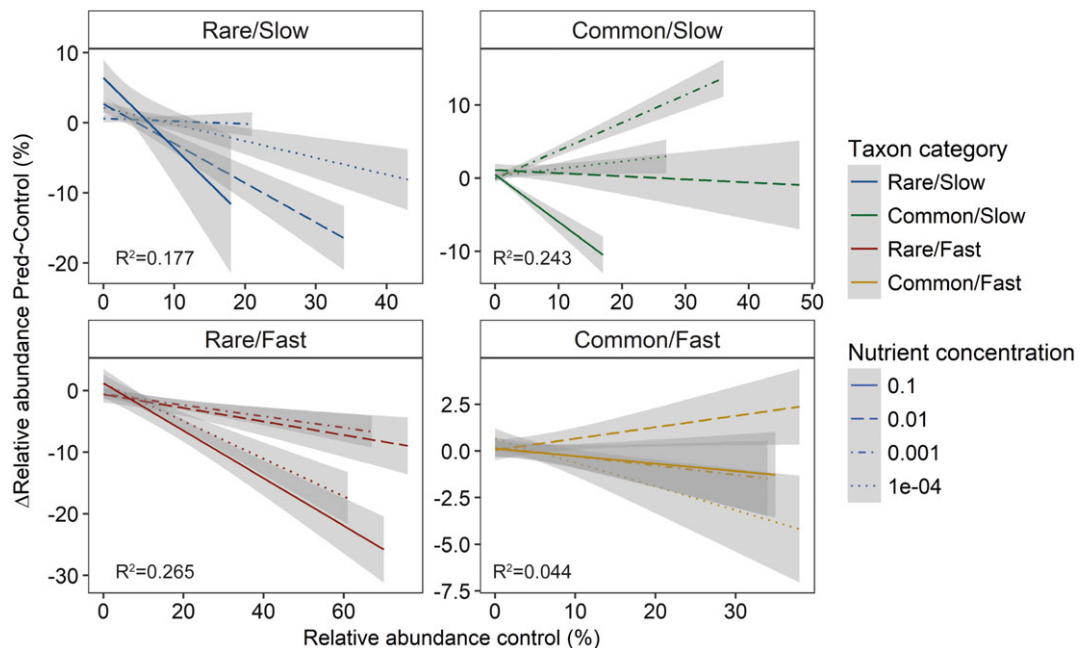 Rare/Slow
Common/Slow
10
0
-10
-20
R²=0.177
0 10 20 30 40
10
0
-10
R²=0.243
0 10 20 30 40 50
Rare/Fast
Common/Fast
0
-10
-20
-30
R²=0.265
0 20 40 60
2.5
0.0
-2.5
-5.0
-7.5
R²=0.044
0 10 20 30
ΔRelative abundance Pred~Control (%)
Relative abundance control (%)
Taxon category
Rare/Slow
Common/Slow
Rare/Fast
Common/Fast
Nutrient concentration
0.1
0.01
0.001
1e-04